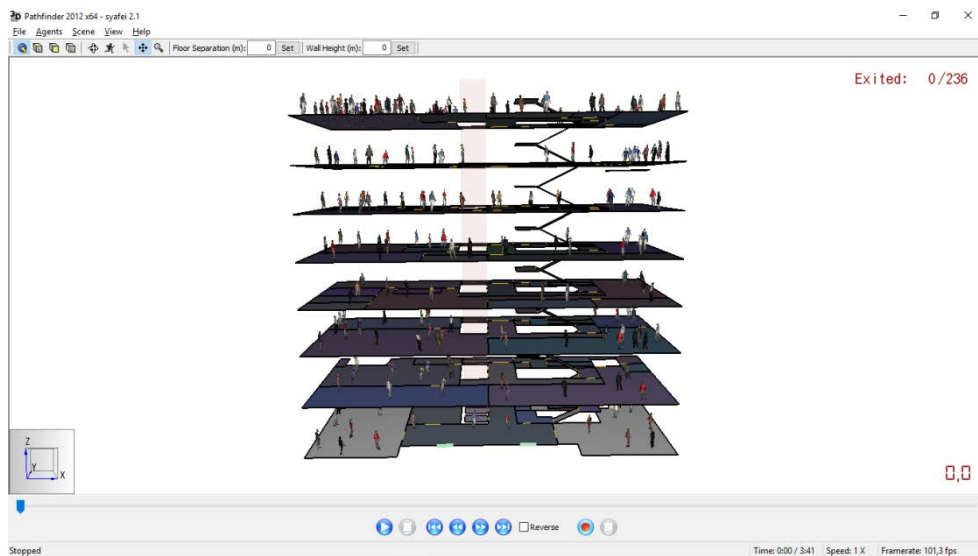 Pathfinder 2012 x64 - syafei 2.1
File Agents Scene View Help
Floor Separation (m): 0 Set Wall Height (m): 0 Set
Exited: 0/236
Z
Y
X
0,0
Reverse
Stopped
Time: 0:00 / 3:41 Speed: 1 X Framerate: 101,3 fps